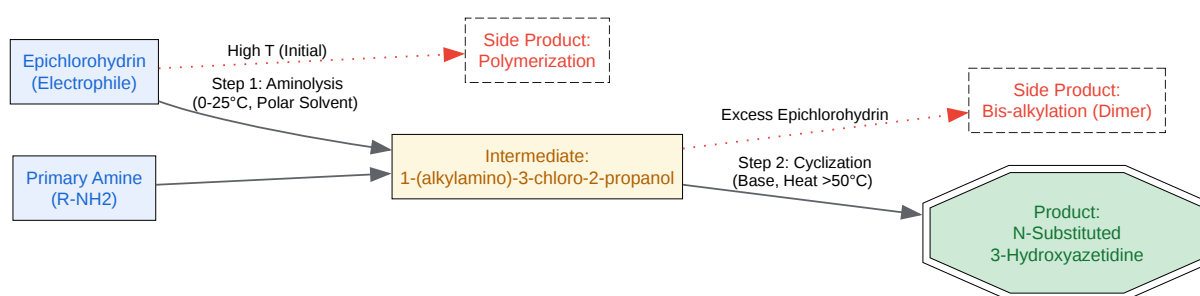 Epichlorohydrin
(Electrophile)
High T (Initial)
Side Product:
Polymerization
Step 1: Aminolysis
(0-25°C, Polar Solvent)
Primary Amine
(R-NH2)
Intermediate:
1-(alkylamino)-3-chloro-2-propanol
Excess Epichlorohydrin
Side Product:
Bis-alkylation (Dimer)
Step 2: Cyclization
(Base, Heat >50°C)
Product:
N-Substituted
3-Hydroxyazetidine